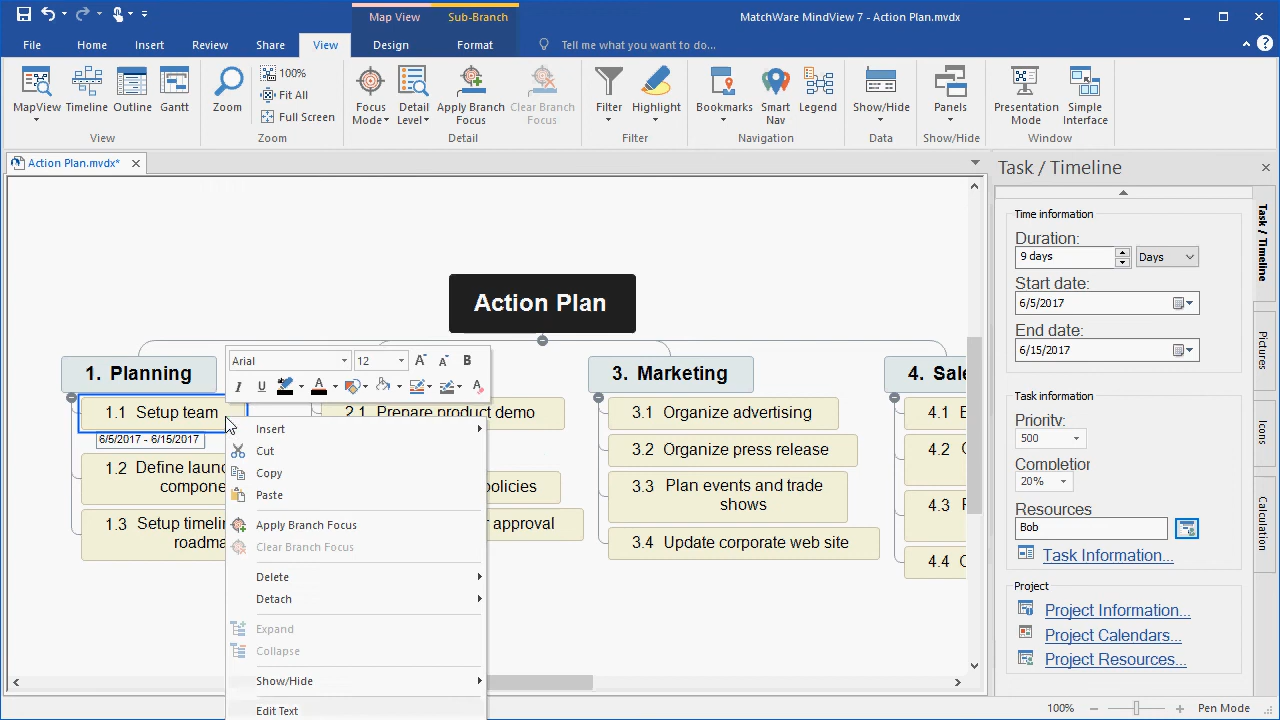 Map View
Sub-Branch
MatchWare MindView 7 - Action Plan.mvdx
File
Home
Insert
Review
Share
View
Design
Format
Tell me what you want to do...
MapView
Timeline
Outline
Gantt
View
Zoom
100%
Fit All
Full Screen
Zoom
Focus Mode
Detail Level
Apply Branch Focus
Clear Branch Focus
Detail
Filter
Highlight
Filter
Bookmarks
Smart Nav
Legend
Navigation
Show/Hide
Data
Panels
Show/Hide
Presentation Mode
Simple Interface
Window
Action Plan.mvdx*
Action Plan
1. Planning
1.1 Setup team
6/5/2017 - 6/15/2017
1.2 Define
1.3 Setup
2.1 Prepare product demo
policies
approval
3. Marketing
3.1 Organize advertising
3.2 Organize press release
3.3 Plan events and trade
shows
3.4 Update corporate web site
4.
4.1
4.2
4.3
4.4
Arial
12
A
A
B
I
U
A
A
Insert
Cut
Copy
Paste
Apply Branch Focus
Clear Branch Focus
Delete
Detach
Expand
Collapse
Show/Hide
Edit Text
Task / Timeline
Time information
Duration:
9 days
Days
Start date:
6/5/2017
End date:
6/15/2017
Task information
Priority:
500
20%
Resources
Bob
Task Information...
Project
Project Information...
Project Calendars...
Project Resources...
Task / Timeline
Pictures
Icons
Calculation
100%
Pen Mode